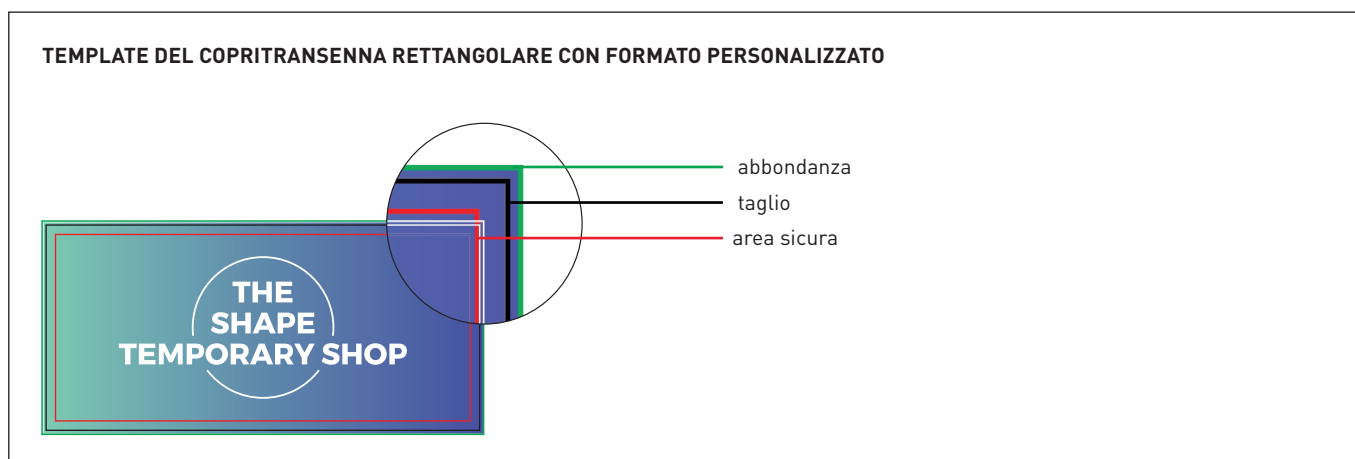 TEMPLATE DEL COPRITRANSENNA RETTANGOLARE CON FORMATO PERSONALIZZATO
abbondanza
taglio
area sicura
THE
SHAPE
TEMPORARY SHOP